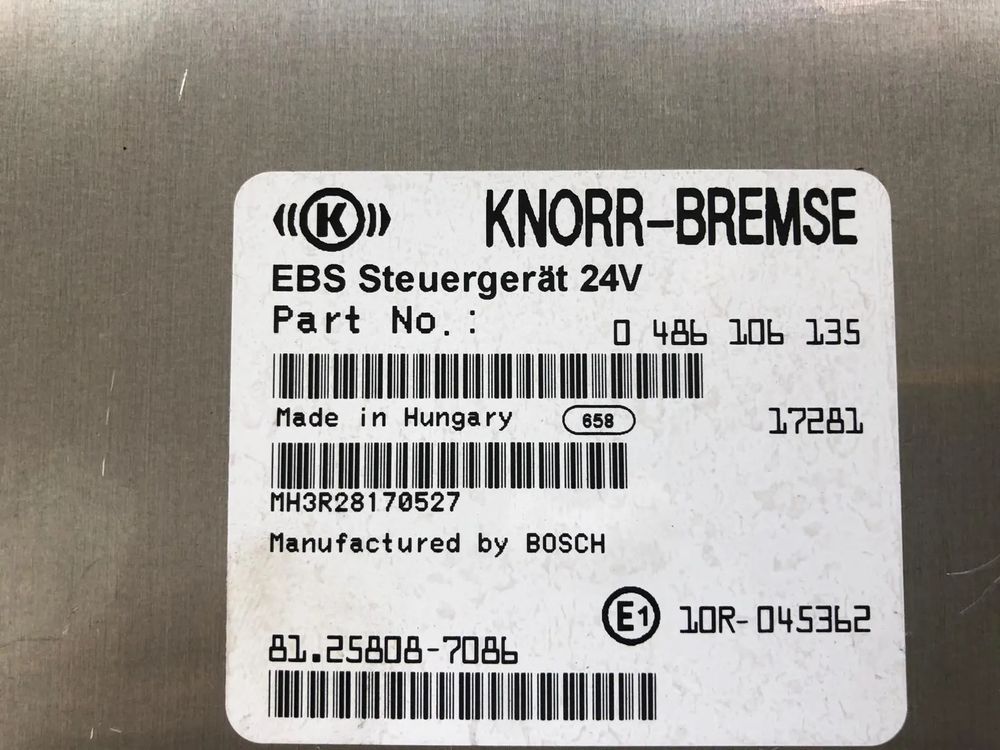 K KNORR-BREMSE
EBS Steuergerät 24V
Part No.: 0 486 106 135
Made in Hungary 658 17281
MH3R28170527
Manufactured by BOSCH
E1 10R-045362
81.25808-7086